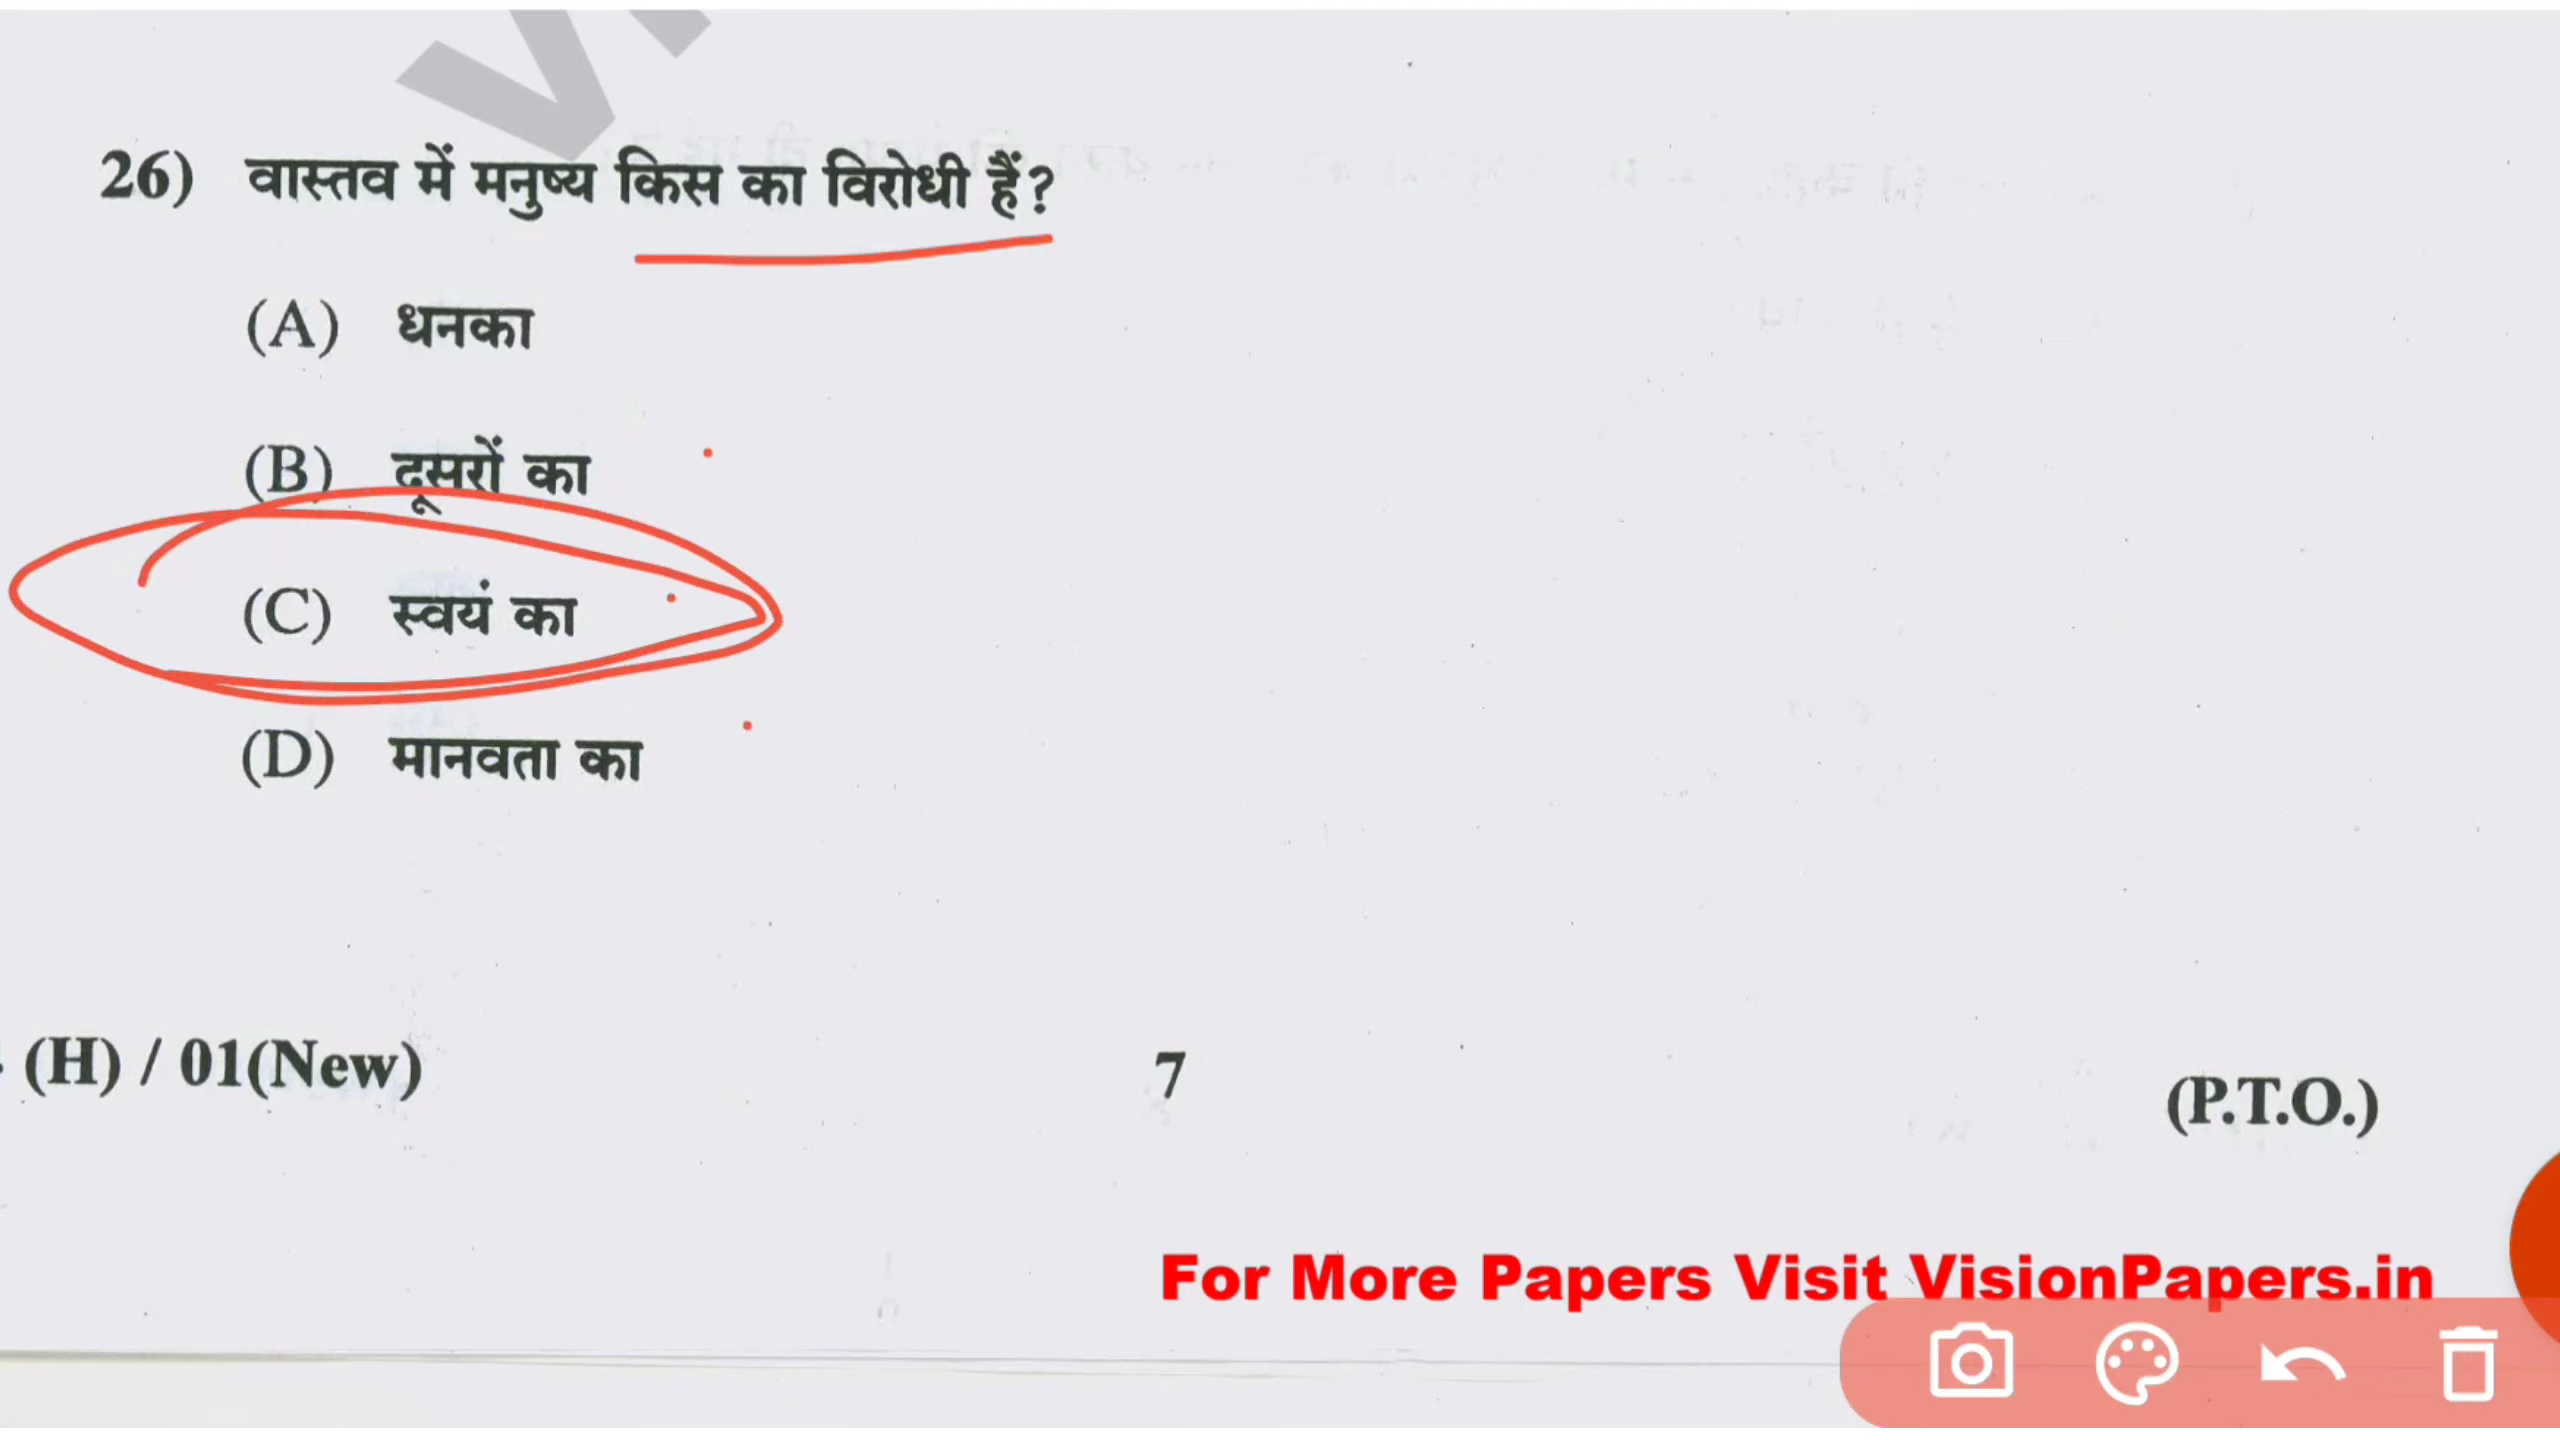 26) वास्तव में मनुष्य किस का विरोधी हैं?
(A) धनका
(B) दूसरों का
(C) स्वयं का
(D) मानवता का
(H) / 01(New) 7 (P.T.O.)
For More Papers Visit VisionPapers.in